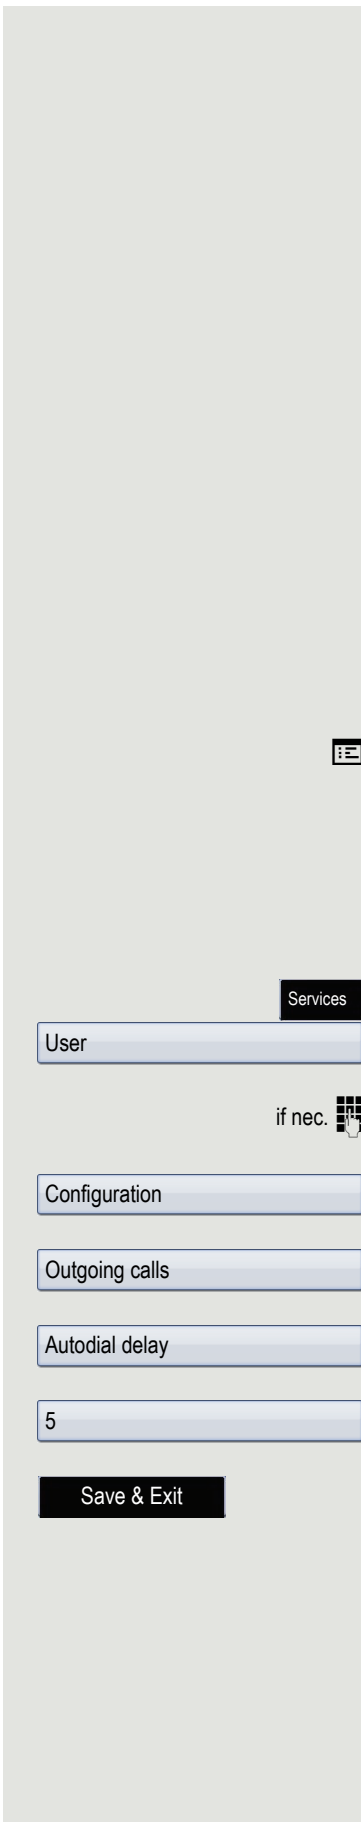 Services
User
if nec.
Configuration
Outgoing calls
Autodial delay
5
Save & Exit